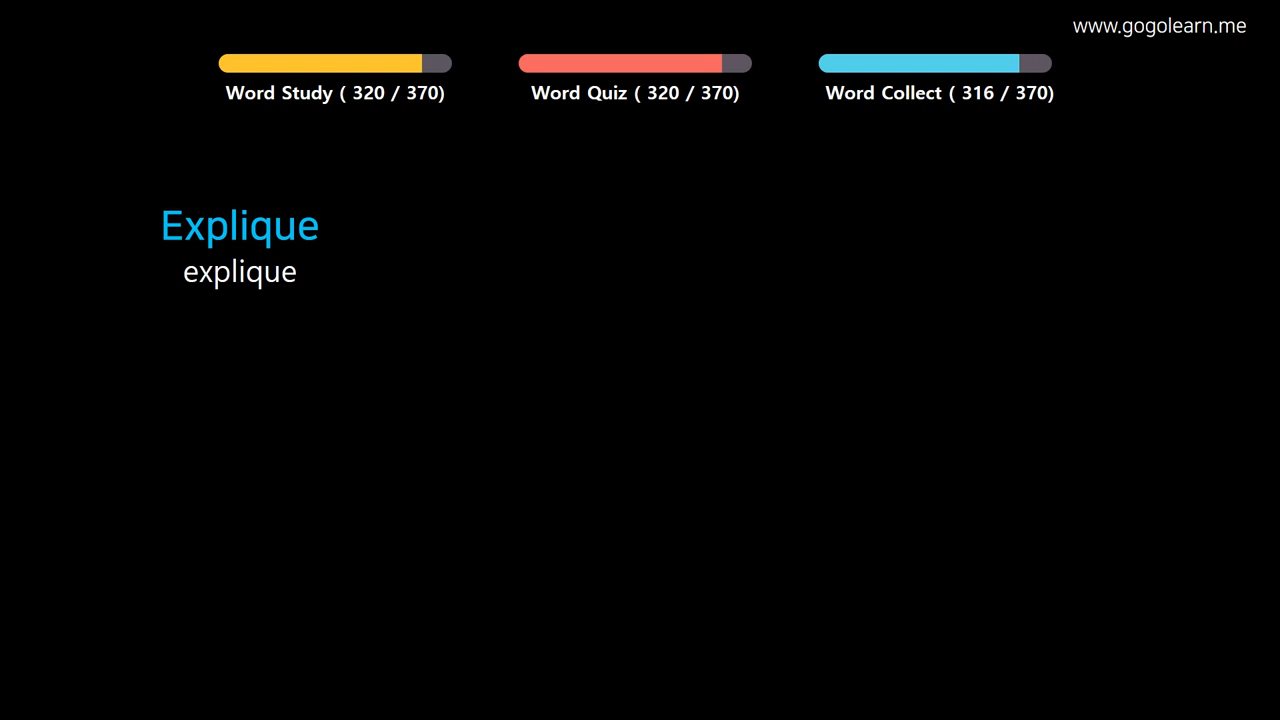 www.gogolearn.me
Word Study ( 320 / 370)
Word Quiz ( 320 / 370)
Word Collect ( 316 / 370)
Explique
explique